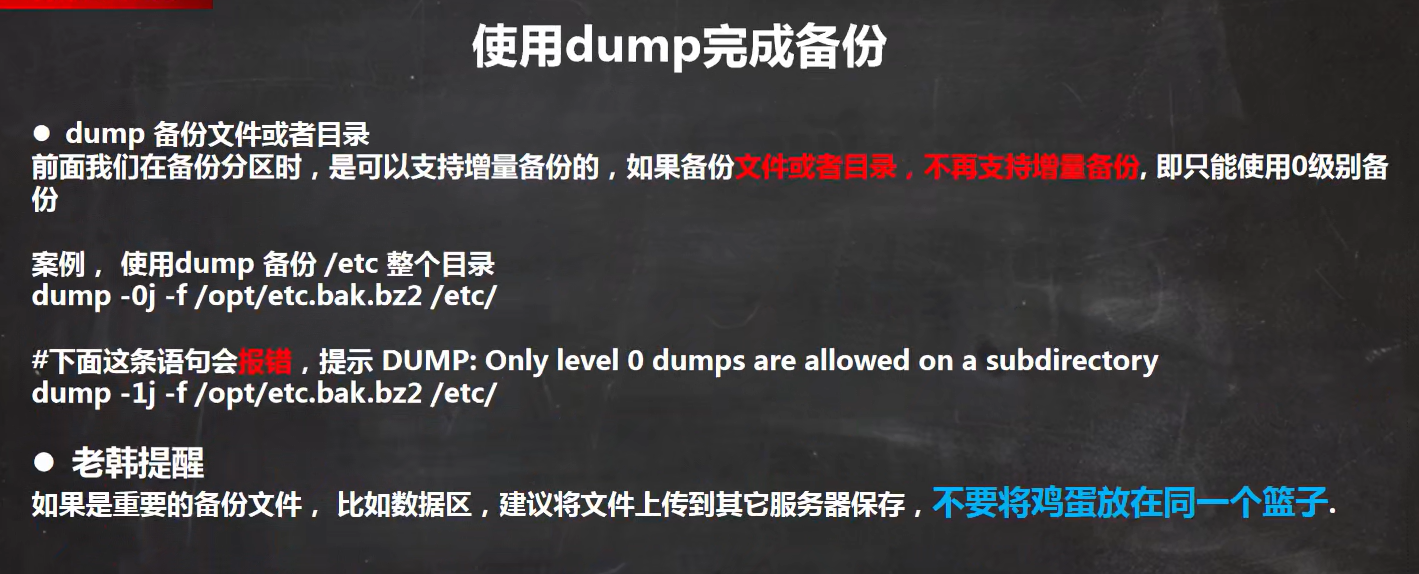 使用dump完成备份
● dump 备份文件或者目录
前面我们在备份分区时，是可以支持增量备份的，如果备份文件或者目录，不再支持增量备份, 即只能使用0级别备
份
案例， 使用dump 备份 /etc 整个目录
dump -0j -f /opt/etc.bak.bz2 /etc/
#下面这条语句会报错，提示 DUMP: Only level 0 dumps are allowed on a subdirectory
dump -1j -f /opt/etc.bak.bz2 /etc/
● 老韩提醒
如果是重要的备份文件， 比如数据区，建议将文件上传到其它服务器保存，不要将鸡蛋放在同一个篮子.